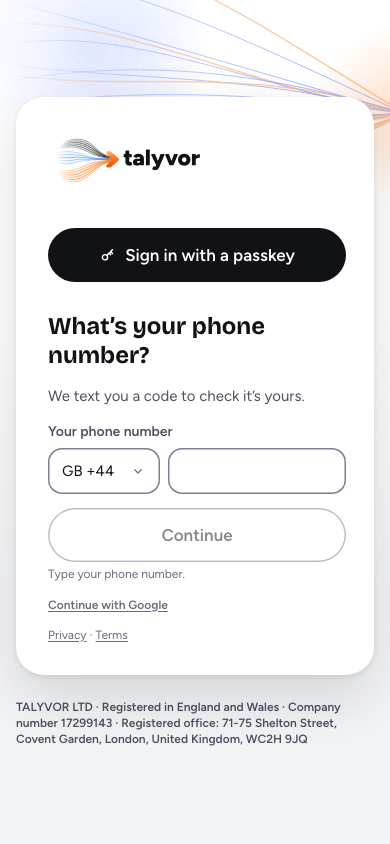 talyvor
Sign in with a passkey
What's your phone
number?
We text you a code to check it's yours.
Your phone number
GB +44
Continue
Type your phone number.
Continue with Google
Privacy · Terms
TALYVOR LTD · Registered in England and Wales · Company
number 17299143 · Registered office: 71-75 Shelton Street,
Covent Garden, London, United Kingdom, WC2H 9JQ